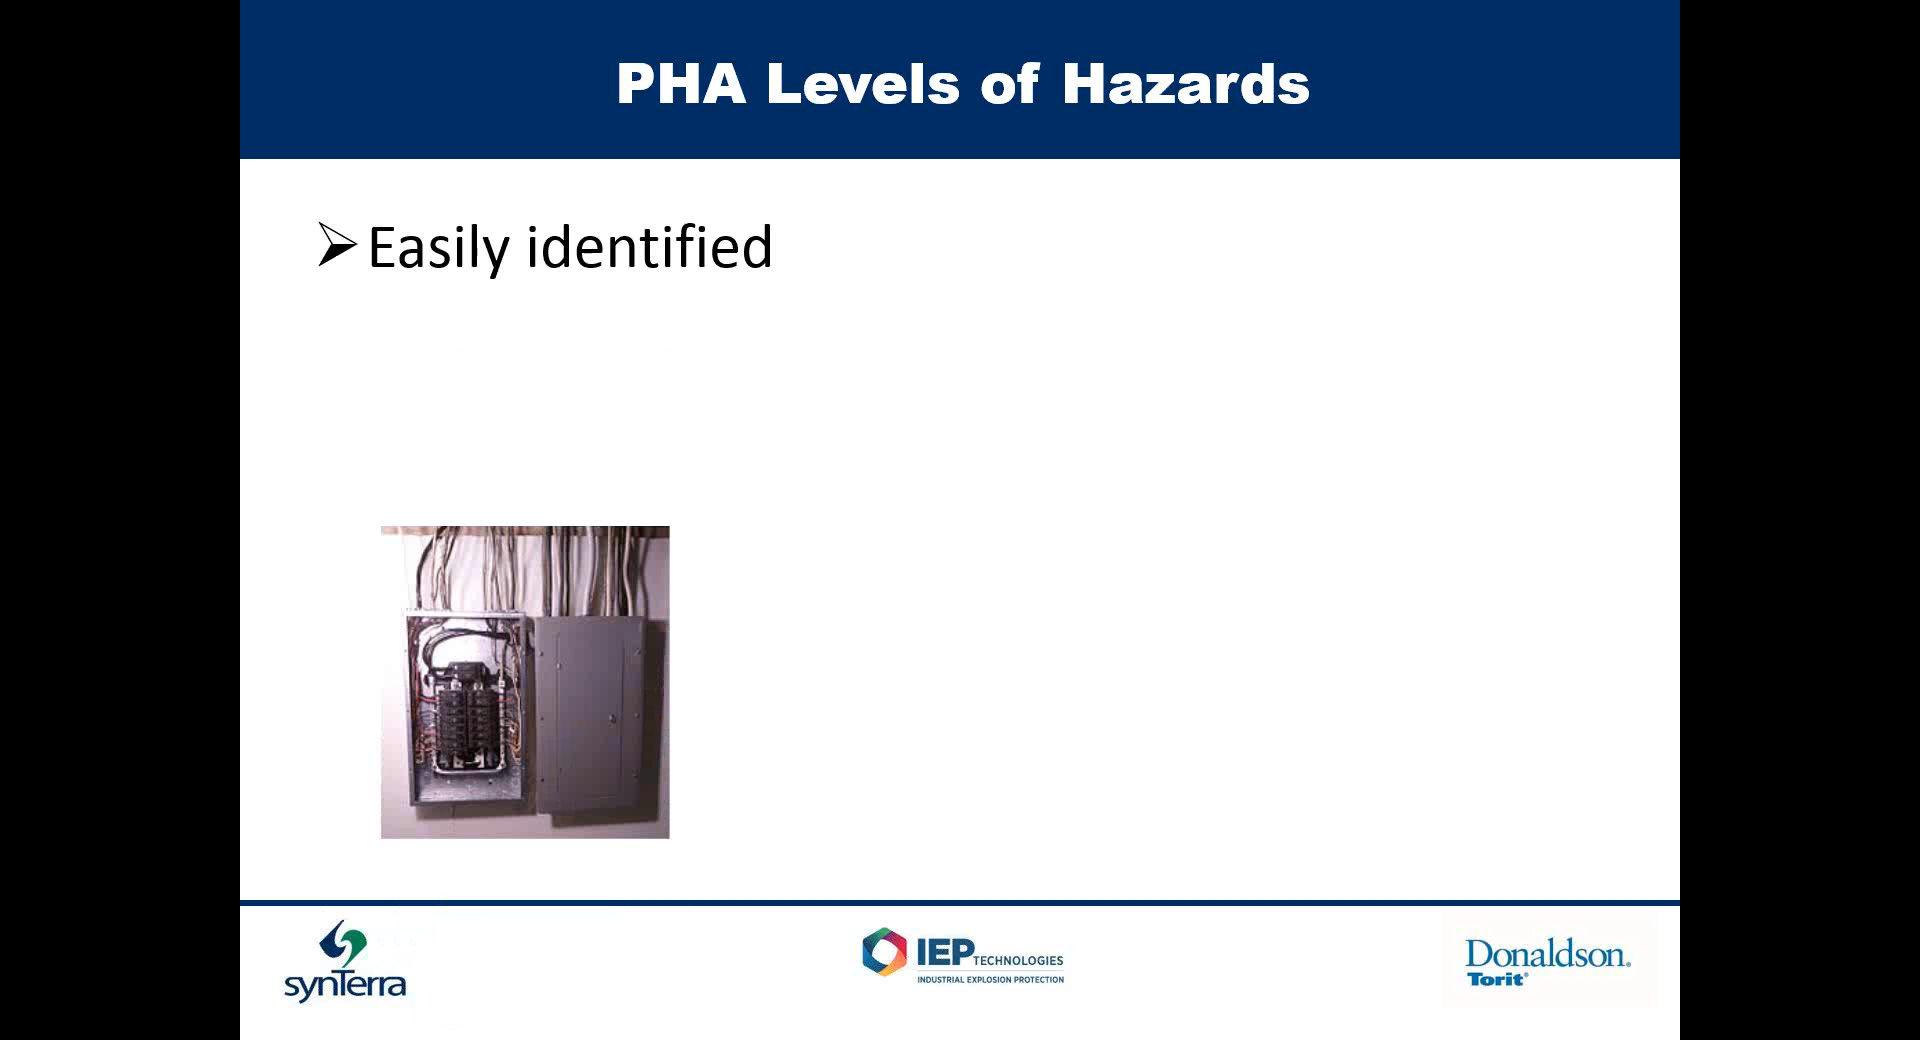 PHA Levels of Hazards
Easily identified
synTerra
IEP TECHNOLOGIES
INDUSTRIAL EXPLOSION PROTECTION
Donaldson®
Torit®